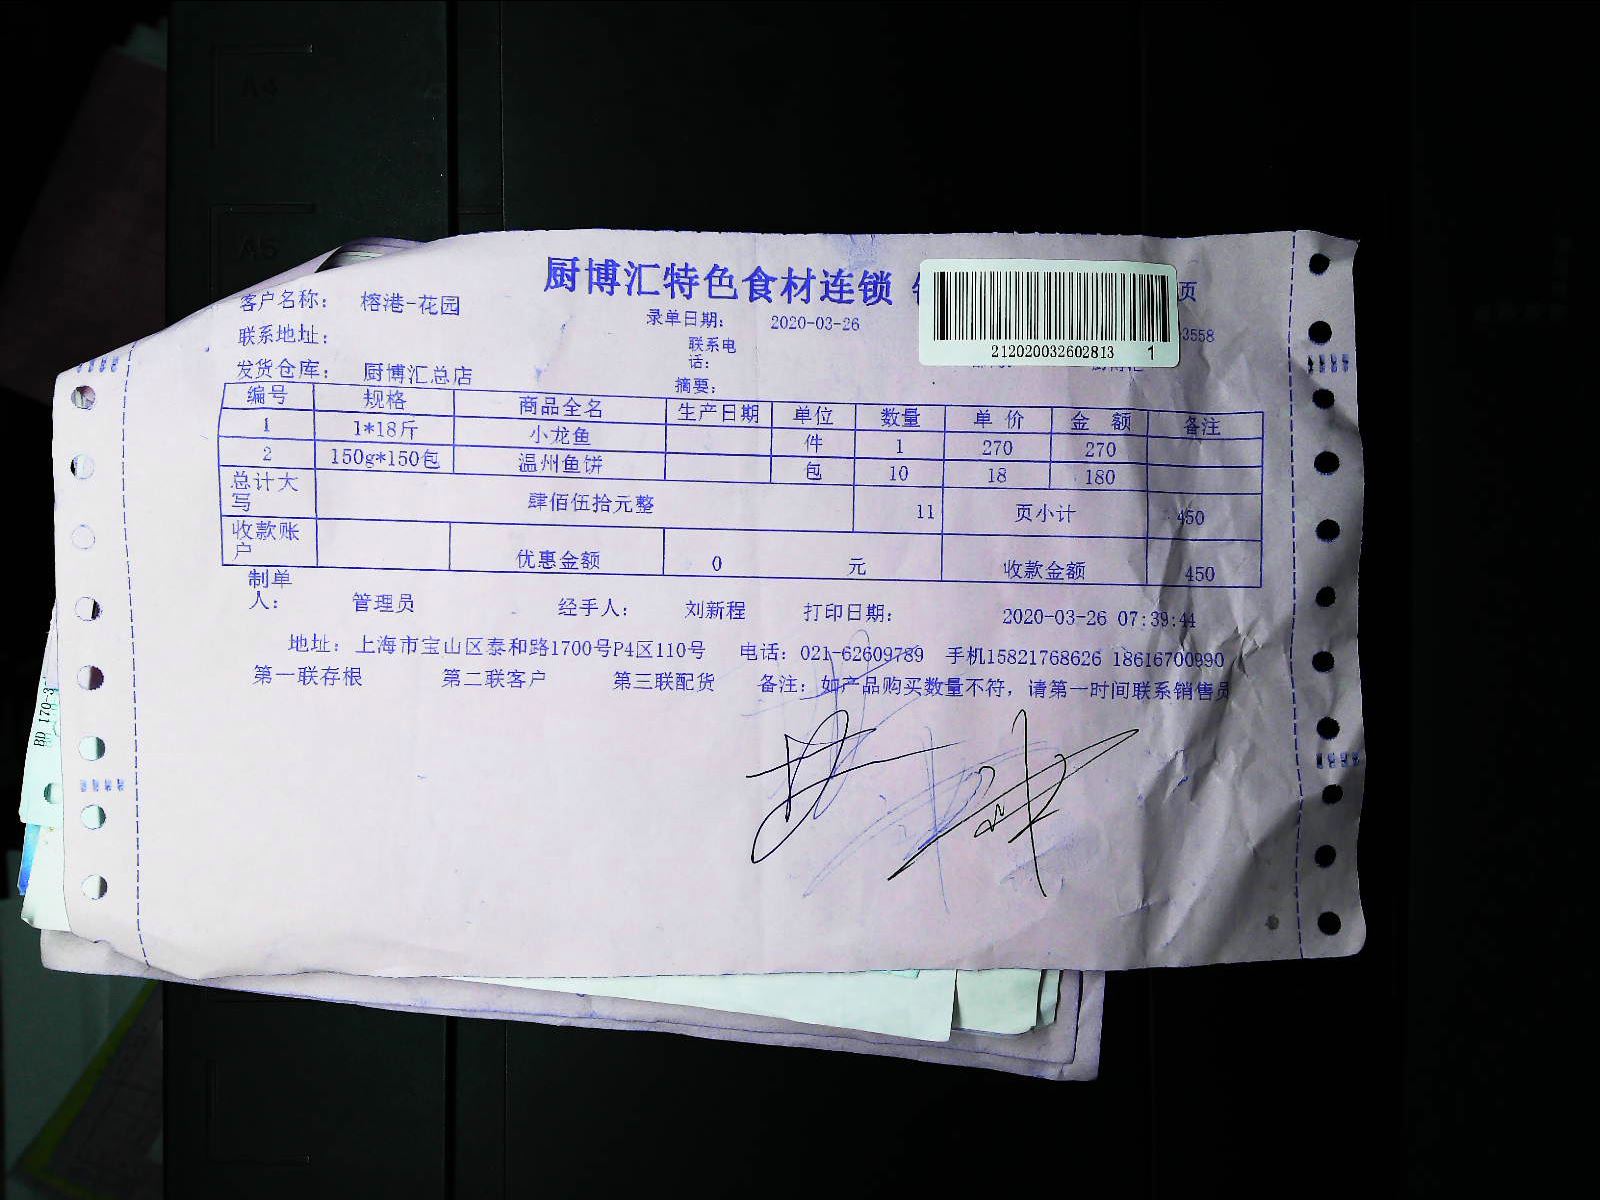 厨博汇特色食材连锁 页
客户名称： 榕港-花园 录单日期： 2020-03-26 3558
联系地址： 联系电话：
发货仓库： 厨博汇总店 摘要： 厨博汇
212020032602813 1
编号 规格 商品全名 生产日期 单位 数量 单价 金额 备注
1 1*18斤 小龙鱼 件 1 270 270
2 150g*150包 温州鱼饼 包 10 18 180
总计大写 肆佰伍拾元整 11 页小计 450
收款账户 优惠金额 0 元 收款金额 450
制单人： 管理员 经手人： 刘新程 打印日期： 2020-03-26 07:39:44
地址：上海市宝山区泰和路1700号P4区110号 电话：021-62609789 手机15821768626 18616700990
第一联存根 第二联客户 第三联配货 备注：如产品购买数量不符，请第一时间联系销售员
BD 170-3
A4
A5